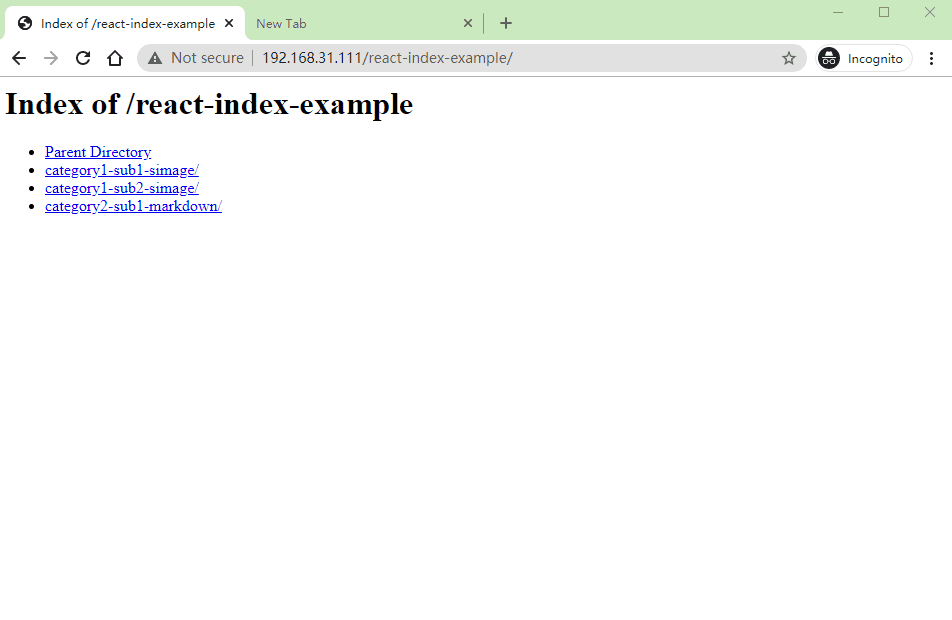 Index of /react-index-example New Tab
Not secure 192.168.31.111/react-index-example/ Incognito
Index of /react-index-example
Parent Directory
category1-sub1-simage/
category1-sub2-simage/
category2-sub1-markdown/